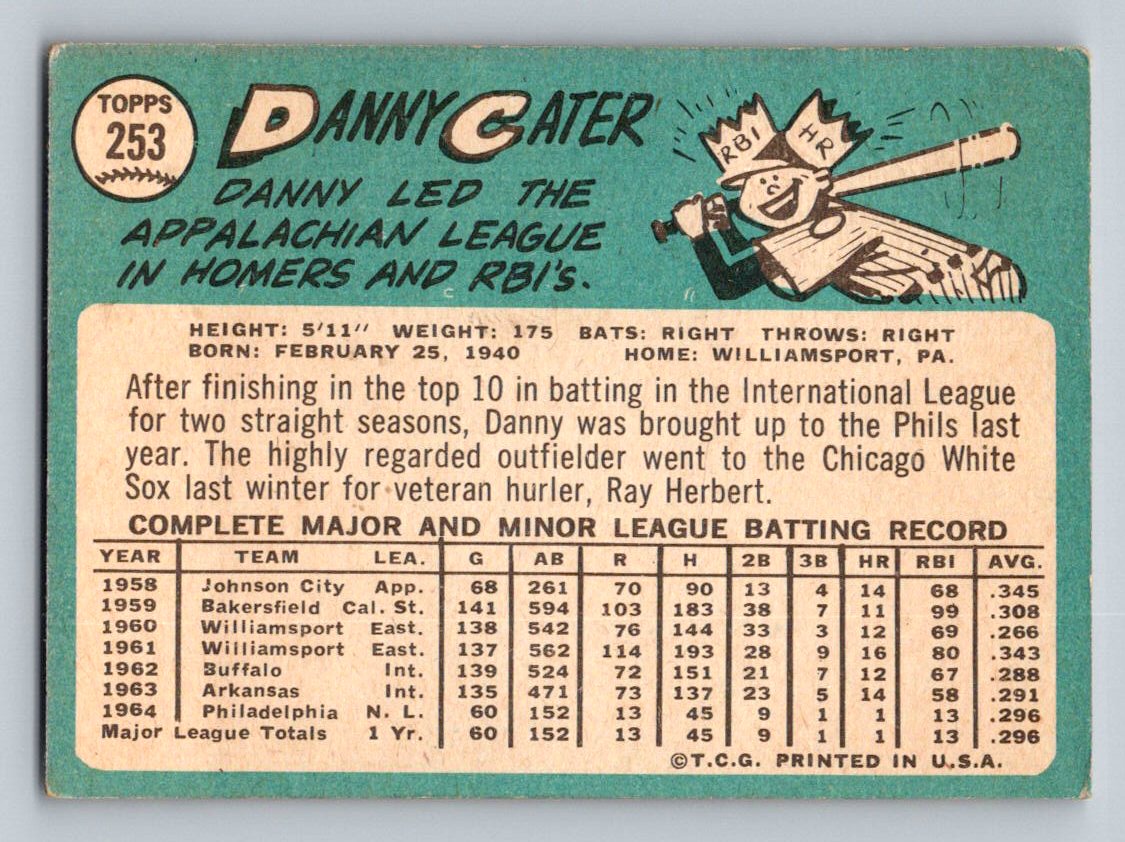 TOPPS
253
DANNY CATER
DANNY LED THE
APPALACHIAN LEAGUE
IN HOMERS AND RBI'S.
RBI HR
HEIGHT: 5'11" WEIGHT: 175 BATS: RIGHT THROWS: RIGHT
BORN: FEBRUARY 25, 1940 HOME: WILLIAMSPORT, PA.
After finishing in the top 10 in batting in the International League
for two straight seasons, Danny was brought up to the Phils last
year. The highly regarded outfielder went to the Chicago White
Sox last winter for veteran hurler, Ray Herbert.
COMPLETE MAJOR AND MINOR LEAGUE BATTING RECORD
YEAR TEAM LEA. G AB R H 2B 3B HR RBI AVG.
1958 Johnson City App. 68 261 70 90 13 4 14 68 .345
1959 Bakersfield Cal. St. 141 594 103 183 38 7 11 99 .308
1960 Williamsport East. 138 542 76 144 33 3 12 69 .266
1961 Williamsport East. 137 562 114 193 28 9 16 80 .343
1962 Buffalo Int. 139 524 72 151 21 7 12 67 .288
1963 Arkansas Int. 135 471 73 137 23 5 14 58 .291
1964 Philadelphia N. L. 60 152 13 45 9 1 1 13 .296
Major League Totals 1 Yr. 60 152 13 45 9 1 1 13 .296
©T.C.G. PRINTED IN U.S.A.